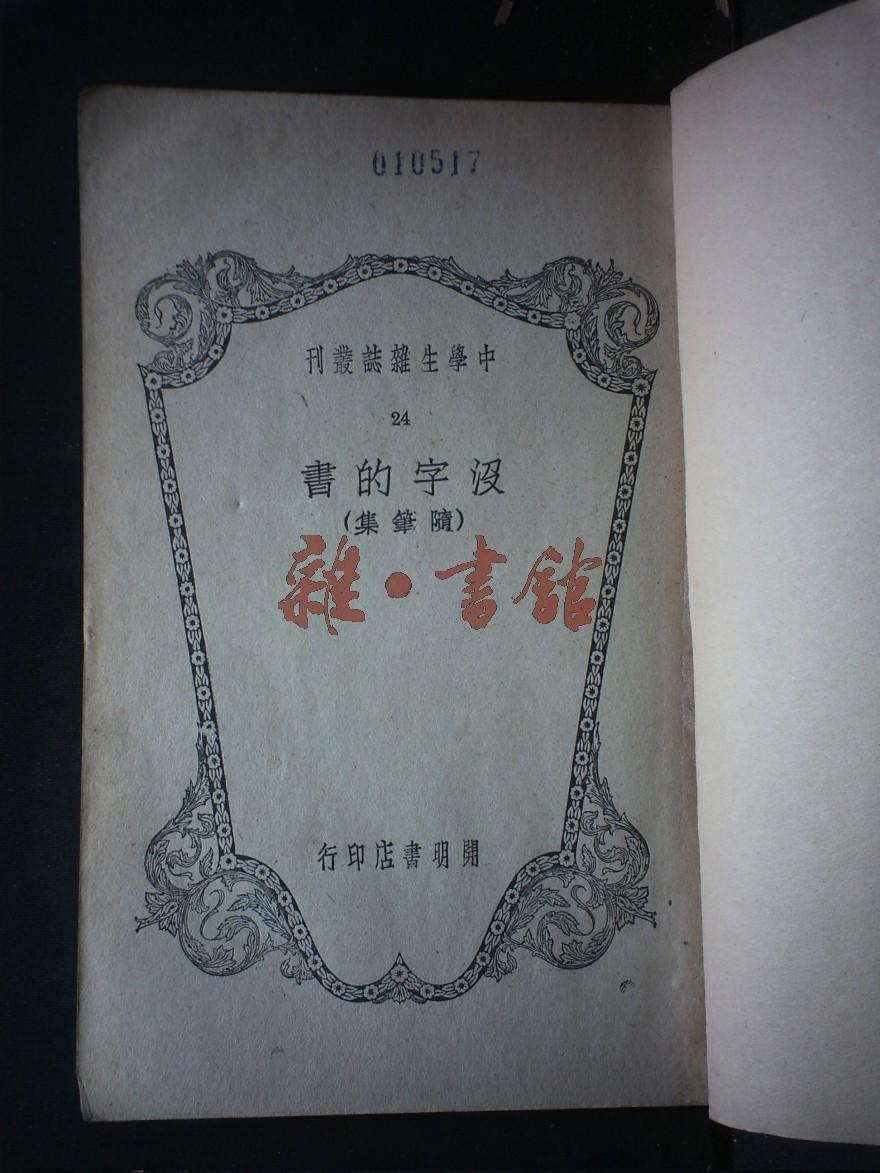 010517
中學生雜誌叢刊
24
沒字的書
(隨筆集)
雜·書館
開明書店印行